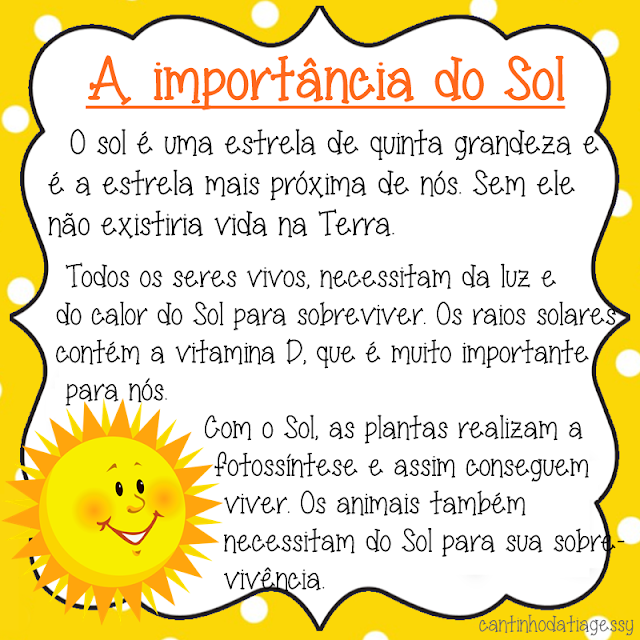 A importância do Sol
O sol é uma estrela de quinta grandeza e
é a estrela mais próxima de nós. Sem ele
não existiria vida na Terra.
Todos os seres vivos, necessitam da luz e
do calor do Sol para sobreviver. Os raios solares
contém a vitamina D, que é muito importante
para nós.
Com o Sol, as plantas realizam a
fotossíntese e assim conseguem
viver. Os animais também
necessitam do Sol para sua sobre-
vivência.
cantinhodatiagessy